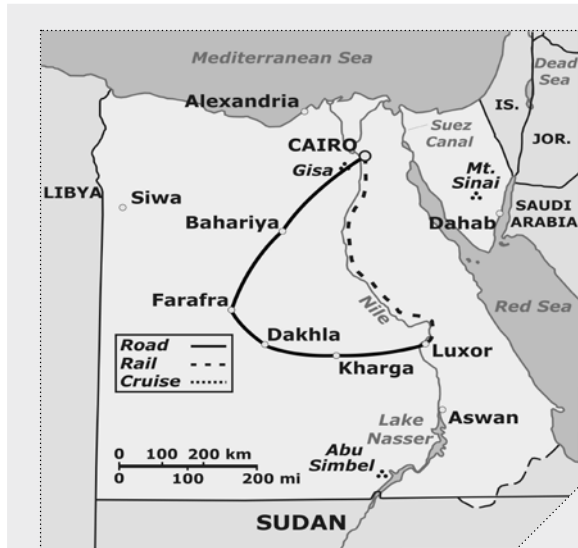 Mediterranean Sea
Dead
Sea
Alexandria
IS.
Suez
Canal
JOR.
CAIRO
Gisa
Mt.
Sinai
LIBYA
Siwa
SAUDI
ARABIA
Dahab
Bahariya
Nile
Red Sea
Farafra
Dakhla
Luxor
Road
Rail
Cruise
Kharga
Lake
Nasser
Aswan
Abu
Simbel
0 100 200 km
0 100 200 mi
SUDAN